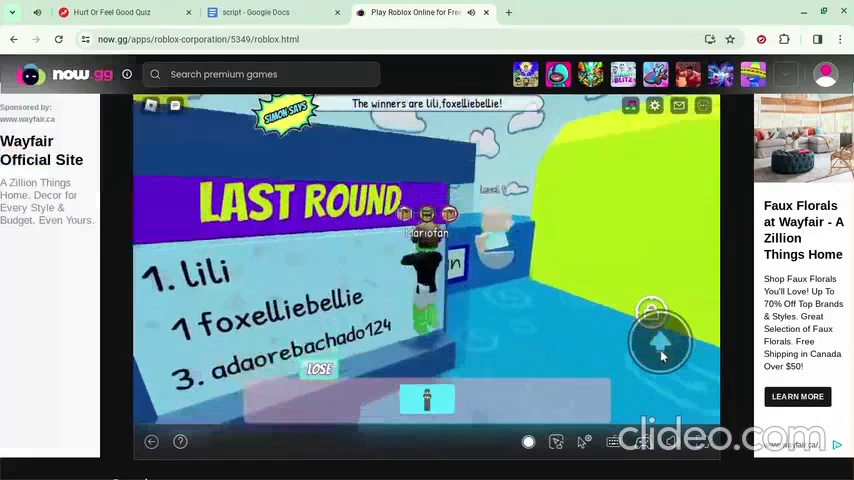 Hurt Or Feel Good Quiz
script - Google Docs
Play Roblox Online for Free
now.gg/apps/roblox-corporation/5349/roblox.html
now.gg
Search premium games
Sponsored by:
www.wayfair.ca
Wayfair
Official Site
A Zillion Things
Home. Decor for
Every Style &
Budget. Even Yours.
SIMON SAYS
The winners are lili,foxelliebellie!
LAST ROUND
Level
Mariofan
1. lili
1 foxelliebellie
3. adaorebachado124
LOSE
Faux Florals
at Wayfair - A
Zillion
Things Home
Shop Faux Florals
You'll Love! Up To
70% Off Top Brands
& Styles. Great
Selection of Faux
Florals. Free
Shipping in Canada
Over $50!
LEARN MORE
www.wayfair.ca/
clideo.com